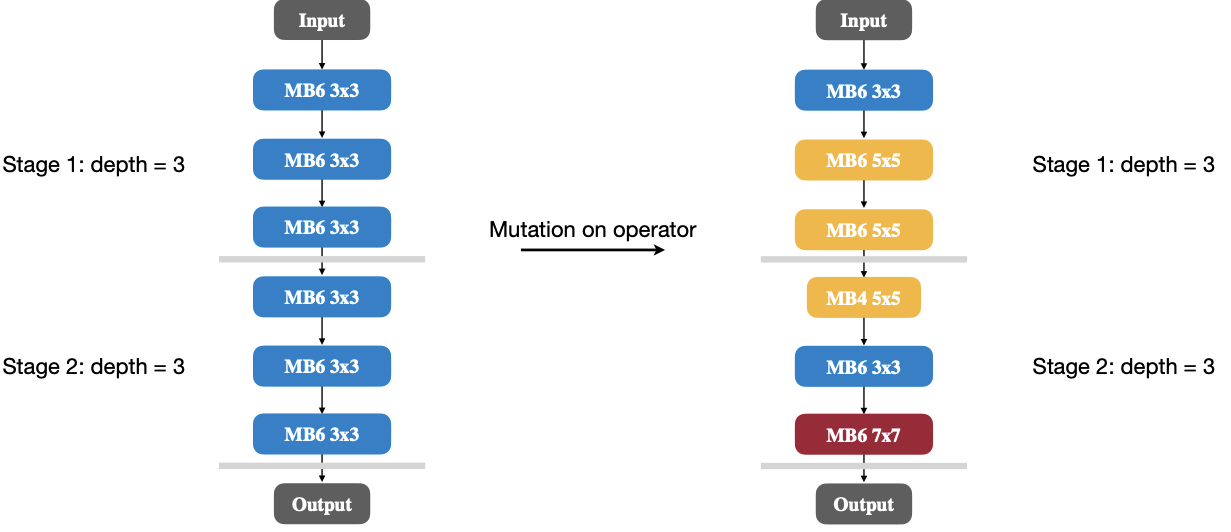 Input
MB6 3x3
MB6 3x3
Stage 1: depth = 3
MB6 3x3
MB6 3x3
Stage 2: depth = 3
MB6 3x3
MB6 3x3
Output
Mutation on operator
Input
MB6 3x3
MB6 5x5
Stage 1: depth = 3
MB6 5x5
MB4 5x5
MB6 3x3
Stage 2: depth = 3
MB6 7x7
Output